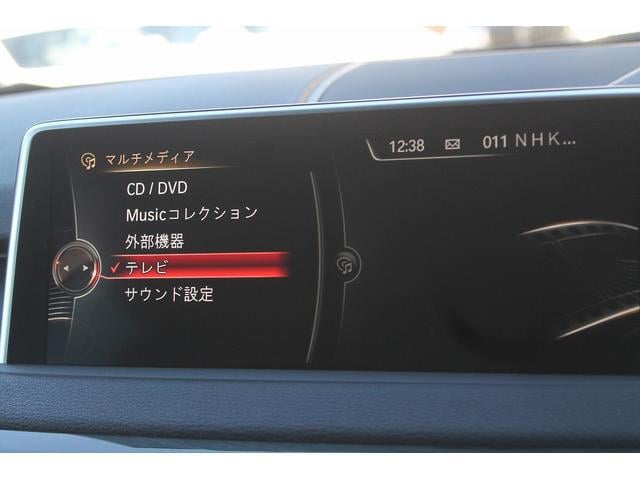 マルチメディア
12:38 011 NHK...
CD / DVD
Musicコレクション
外部機器
テレビ
サウンド設定